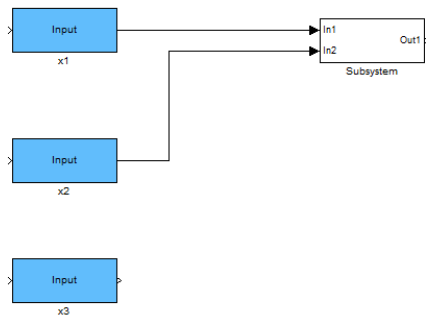 Input
x1
In1
In2
Out1
Subsystem
Input
x2
Input
x3